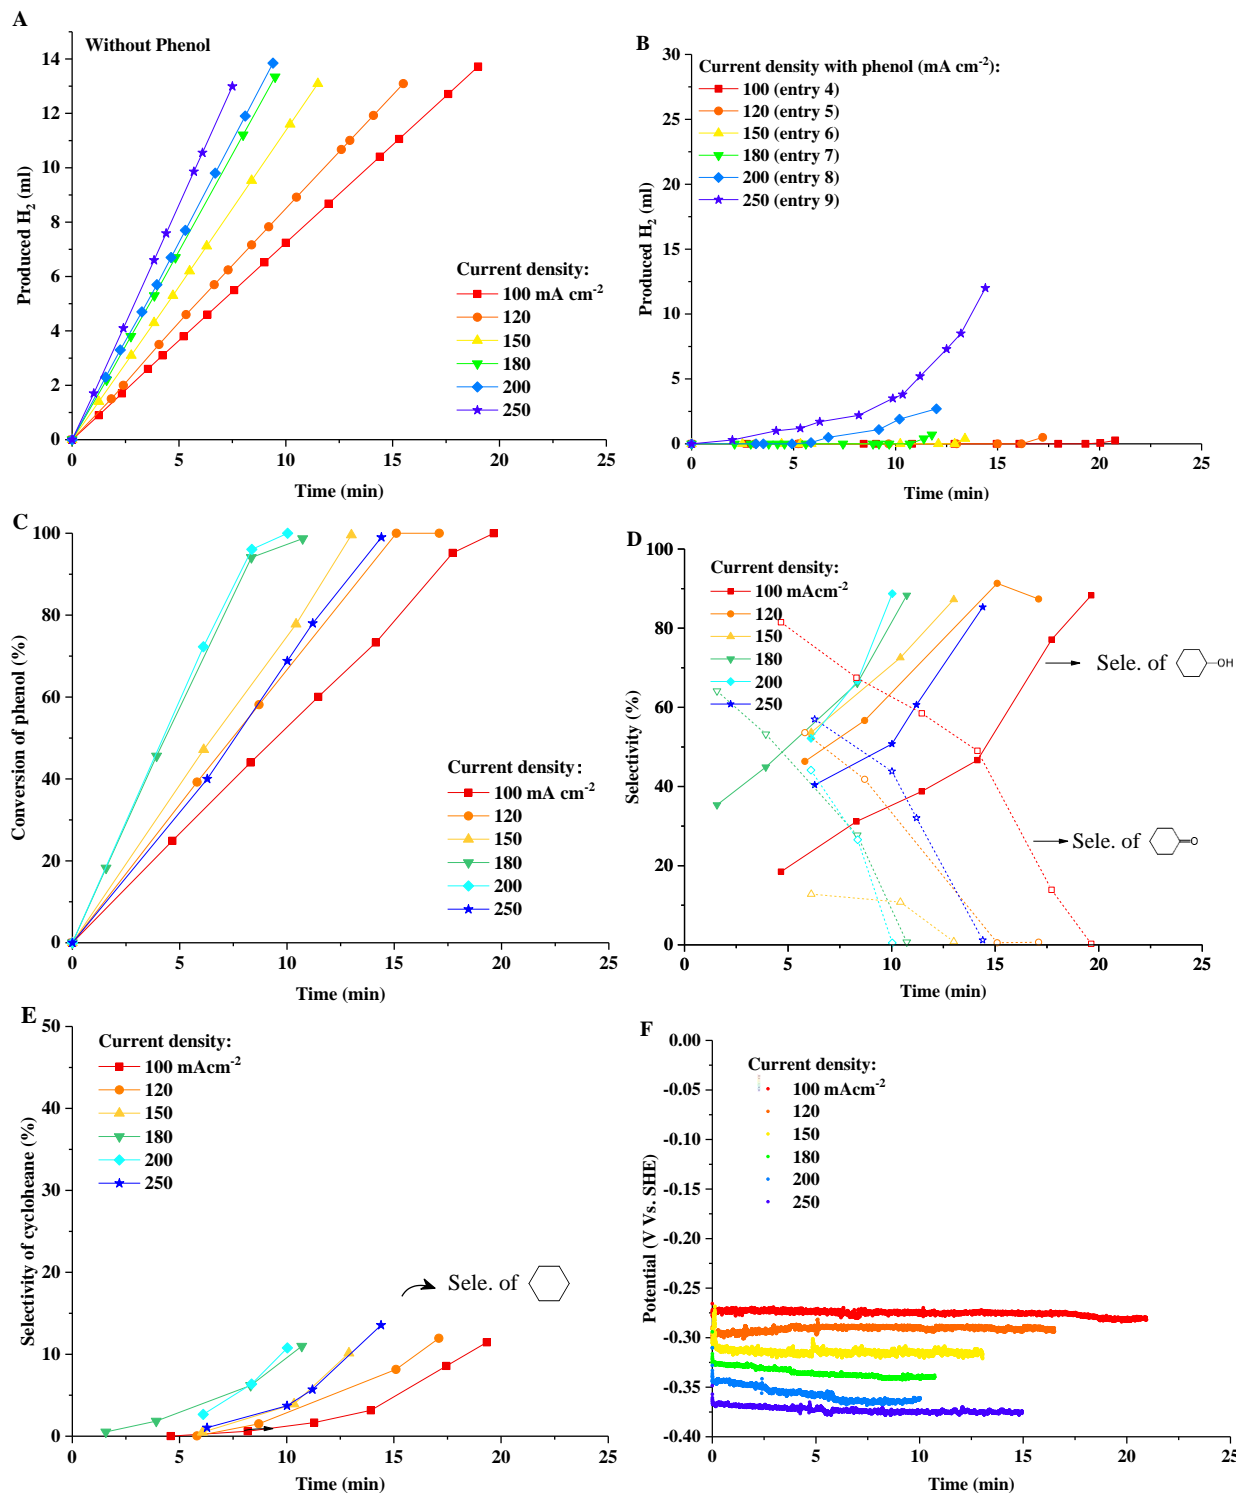 A
Without Phenol
Produced H2 (ml)
14
12
10
8
6
4
2
0
0 5 10 15 20 25
Time (min)
Current density:
100 mA cm-2
120
150
180
200
250
B
Current density with phenol (mA cm-2):
100 (entry 4)
120 (entry 5)
150 (entry 6)
180 (entry 7)
200 (entry 8)
250 (entry 9)
Produced H2 (ml)
30
25
20
15
10
5
0
0 5 10 15 20 25
Time (min)
C
Conversion of phenol (%)
100
80
60
40
20
0
0 5 10 15 20 25
Time (min)
Current density:
100 mA cm-2
120
150
180
200
250
D
Current density:
100 mAcm-2
120
150
180
200
250
Selectivity (%)
100
80
60
40
20
0
0 5 10 15 20 25
Time (min)
Sele. of
OH
Sele. of
O
E
Current density:
100 mAcm-2
120
150
180
200
250
Selectivity of cycloheane (%)
50
40
30
20
10
0
0 5 10 15 20 25
Time (min)
Sele. of
F
Current density:
100 mAcm-2
120
150
180
200
250
Potential (V Vs. SHE)
0.00
-0.05
-0.10
-0.15
-0.20
-0.25
-0.30
-0.35
-0.40
0 5 10 15 20 25
Time (min)